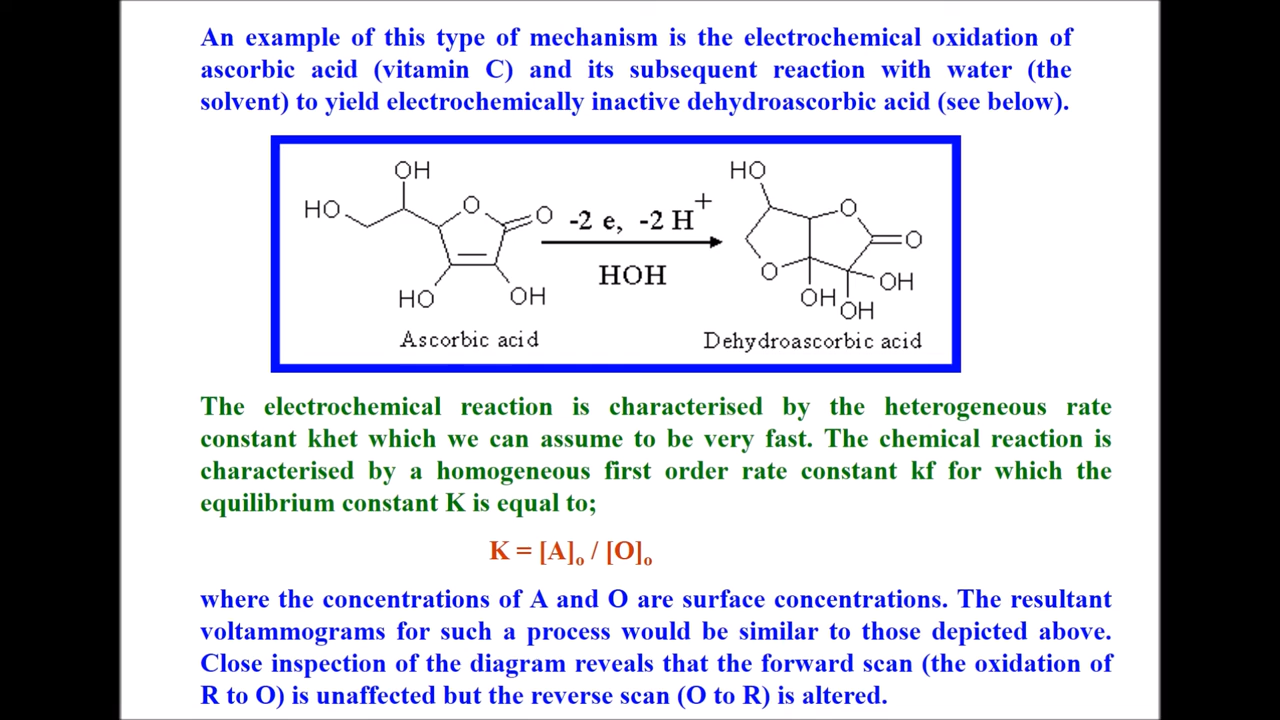 An example of this type of mechanism is the electrochemical oxidation of
ascorbic acid (vitamin C) and its subsequent reaction with water (the
solvent) to yield electrochemically inactive dehydroascorbic acid (see below).
OH
HO
O
O
HO
OH
-2 e, -2 H+
HOH
HO
O
O
O
OH
OH
OH
Ascorbic acid
Dehydroascorbic acid
The electrochemical reaction is characterised by the heterogeneous rate
constant khet which we can assume to be very fast. The chemical reaction is
characterised by a homogeneous first order rate constant kf for which the
equilibrium constant K is equal to;
K = [A]o / [O]o
where the concentrations of A and O are surface concentrations. The resultant
voltammograms for such a process would be similar to those depicted above.
Close inspection of the diagram reveals that the forward scan (the oxidation of
R to O) is unaffected but the reverse scan (O to R) is altered.